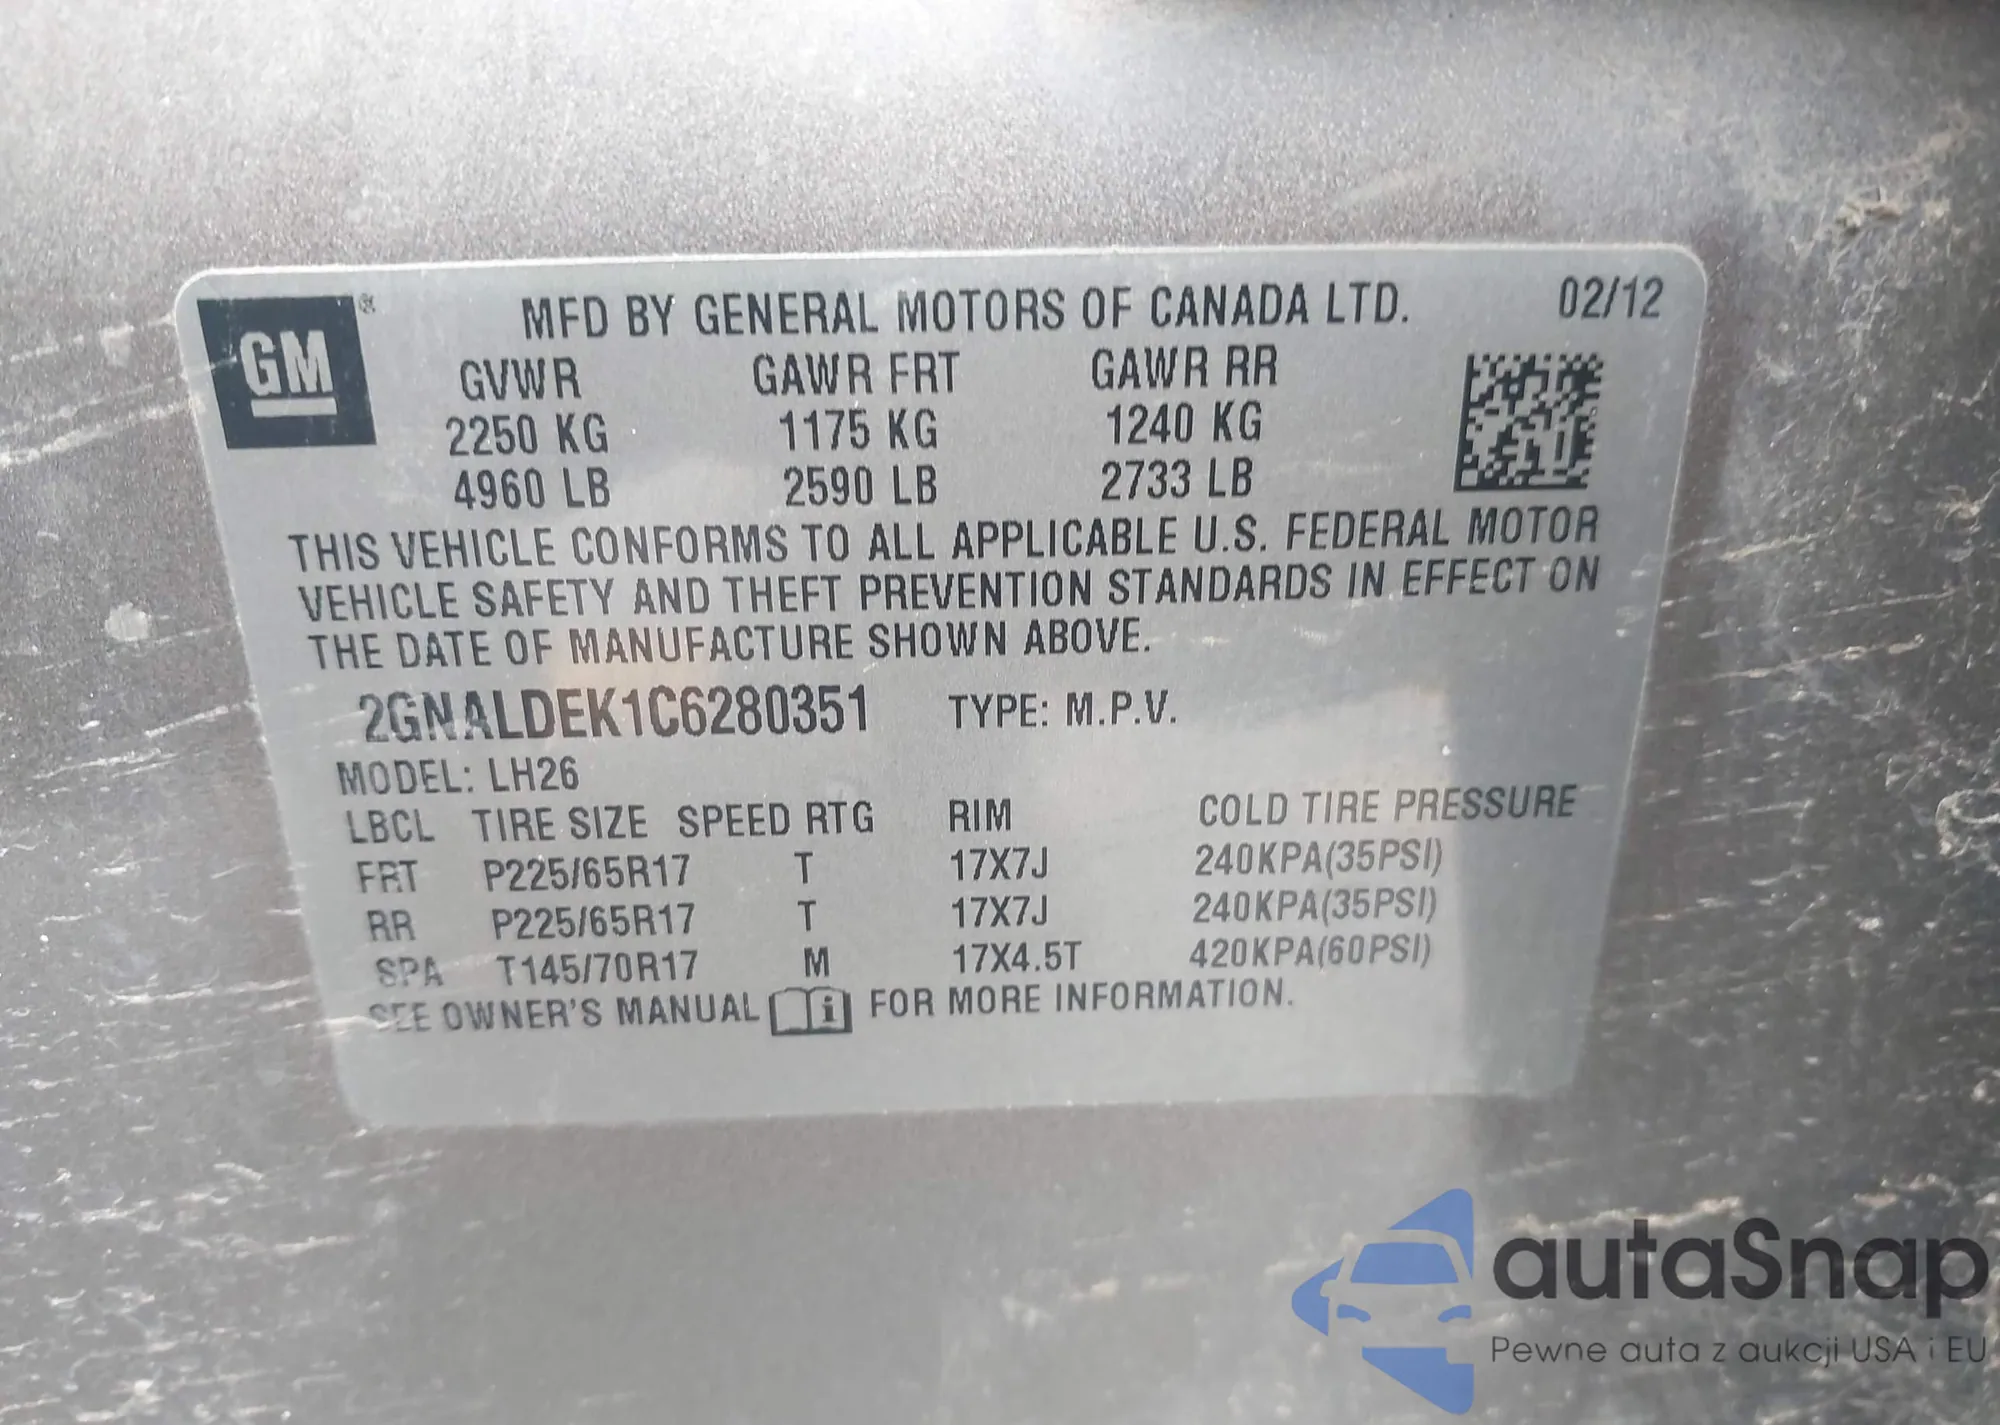 GM ® MFD BY GENERAL MOTORS OF CANADA LTD. 02/12
GVWR GAWR FRT GAWR RR
2250 KG 1175 KG 1240 KG
4960 LB 2590 LB 2733 LB
THIS VEHICLE CONFORMS TO ALL APPLICABLE U.S. FEDERAL MOTOR
VEHICLE SAFETY AND THEFT PREVENTION STANDARDS IN EFFECT ON
THE DATE OF MANUFACTURE SHOWN ABOVE.
2GNALDEK1C6280351 TYPE: M.P.V.
MODEL: LH26
LBCL TIRE SIZE SPEED RTG RIM COLD TIRE PRESSURE
FRT P225/65R17 T 17X7J 240KPA(35PSI)
RR P225/65R17 T 17X7J 240KPA(35PSI)
SPA T145/70R17 M 17X4.5T 420KPA(60PSI)
SEE OWNER'S MANUAL i FOR MORE INFORMATION.
autaSnap
Pewne auta z aukcji USA i EU